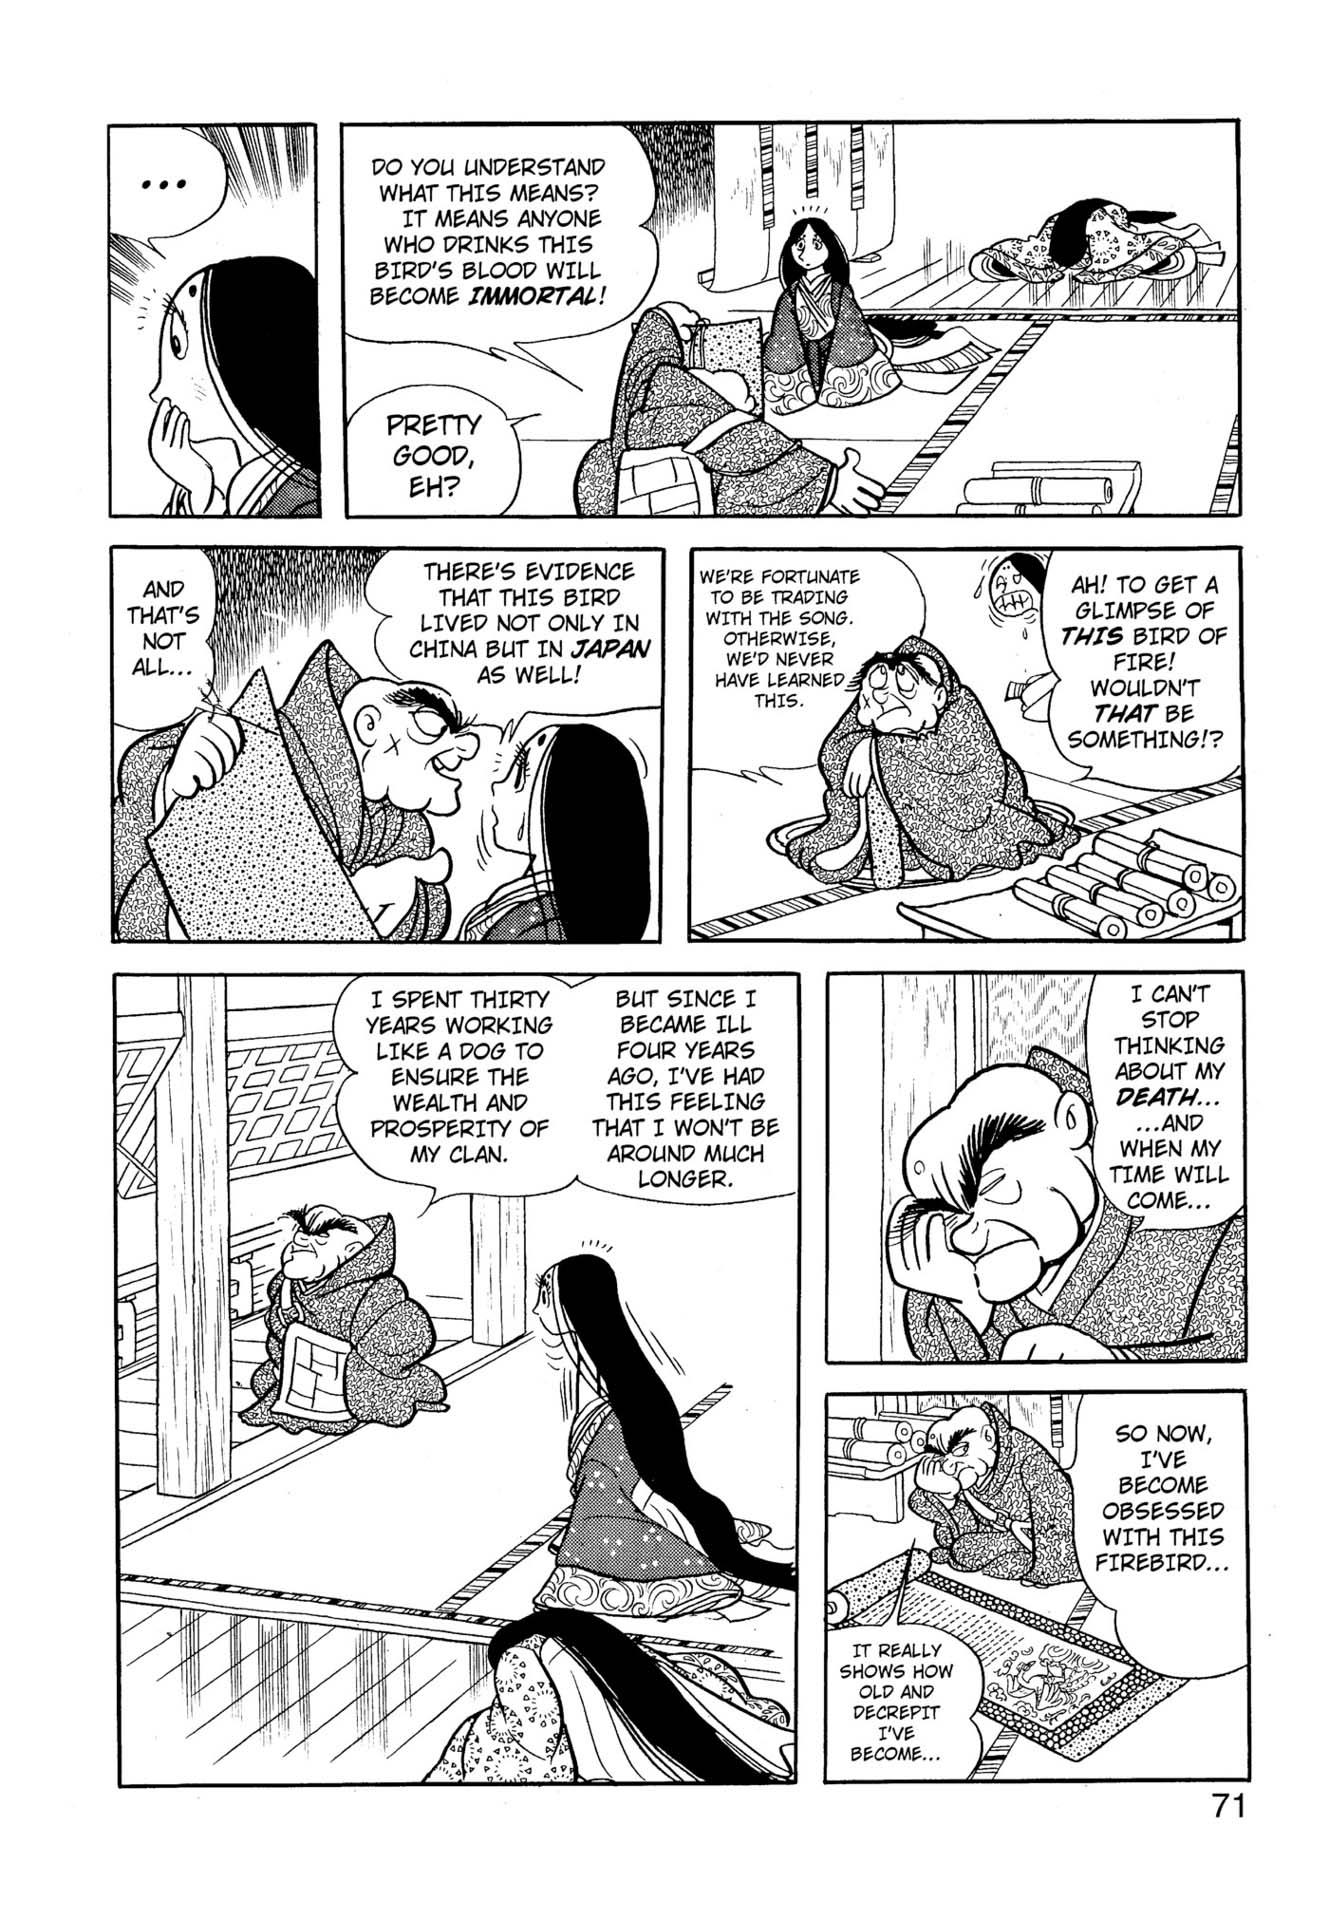 ...
DO YOU UNDERSTAND
WHAT THIS MEANS?
IT MEANS ANYONE
WHO DRINKS THIS
BIRD'S BLOOD WILL
BECOME IMMORTAL!
PRETTY
GOOD,
EH?
AND
THAT'S
NOT
ALL...
THERE'S EVIDENCE
THAT THIS BIRD
LIVED NOT ONLY IN
CHINA BUT IN JAPAN
AS WELL!
WE'RE FORTUNATE
TO BE TRADING
WITH THE SONG.
OTHERWISE,
WE'D NEVER
HAVE LEARNED
THIS.
AH! TO GET A
GLIMPSE OF
THIS BIRD OF
FIRE!
WOULDN'T
THAT BE
SOMETHING!?
I SPENT THIRTY
YEARS WORKING
LIKE A DOG TO
ENSURE THE
WEALTH AND
PROSPERITY OF
MY CLAN.
BUT SINCE I
BECAME ILL
FOUR YEARS
AGO, I'VE HAD
THIS FEELING
THAT I WON'T BE
AROUND MUCH
LONGER.
I CAN'T
STOP
THINKING
ABOUT MY
DEATH...
...AND
WHEN MY
TIME WILL
COME...
SO NOW,
I'VE
BECOME
OBSESSED
WITH THIS
FIREBIRD...
IT REALLY
SHOWS HOW
OLD AND
DECREPIT
I'VE
BECOME...
71